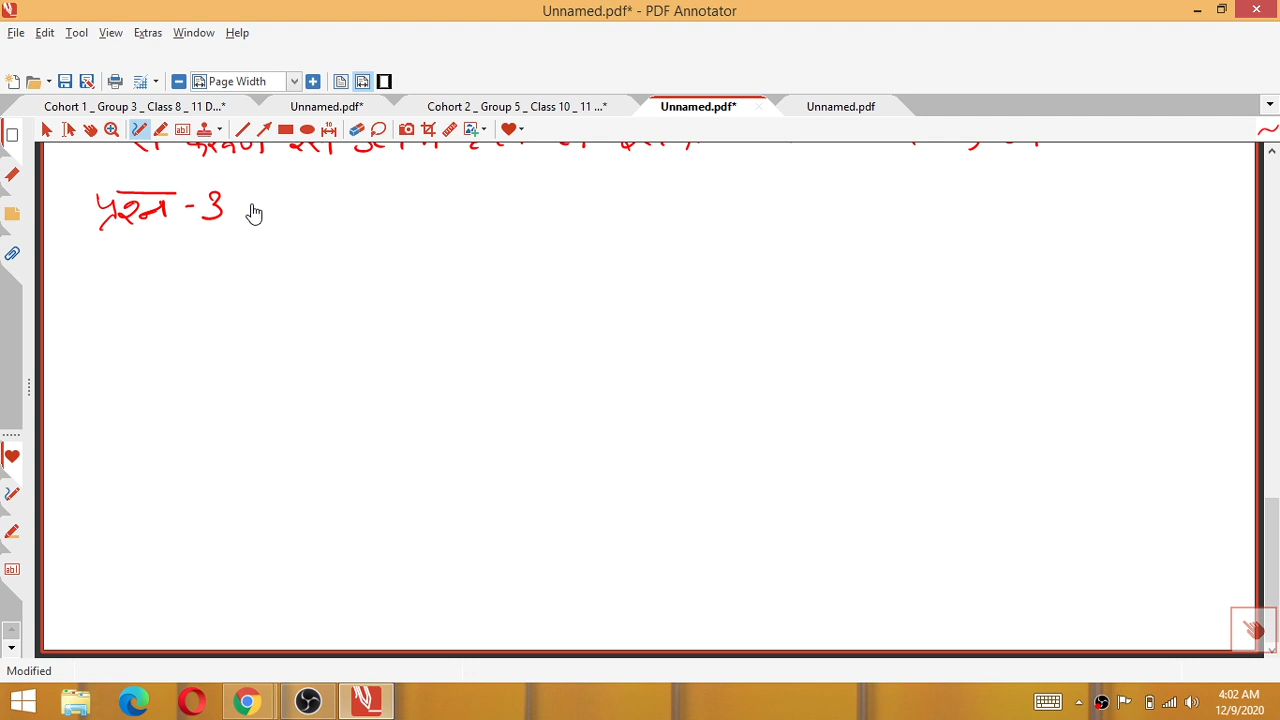 Unnamed.pdf* - PDF Annotator
File Edit Tool View Extras Window Help
Page Width
Cohort 1 _ Group 3 _ Class 8 _ 11 D...* Unnamed.pdf* Cohort 2 _ Group 5 _ Class 10 _ 11 ...* Unnamed.pdf* Unnamed.pdf
प्रश्न - 3
Modified
4:02 AM
12/9/2020